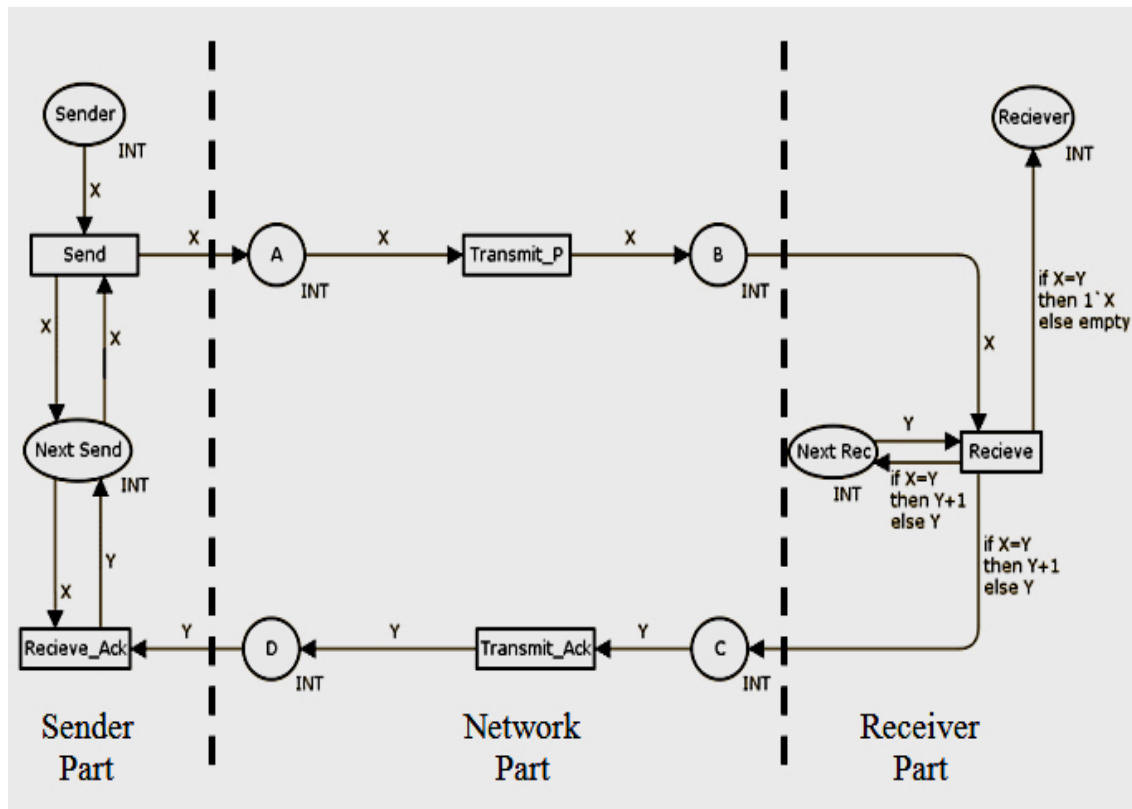 Sender
INT
X
Send
X
X
X
Next Send
INT
X
Y
Recieve_Ack
Sender
Part
A
INT
X
Transmit_P
X
B
INT
X
Reciever
INT
if X=Y
then 1`X
else empty
Next Rec
INT
Y
Recieve
if X=Y
then Y+1
else Y
if X=Y
then Y+1
else Y
Y
D
INT
Y
Transmit_Ack
Y
C
INT
Network
Part
Receiver
Part